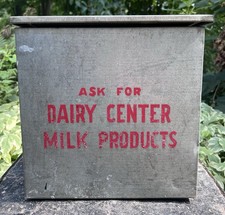 ASK FOR
DAIRY CENTER
MILK PRODUCTS